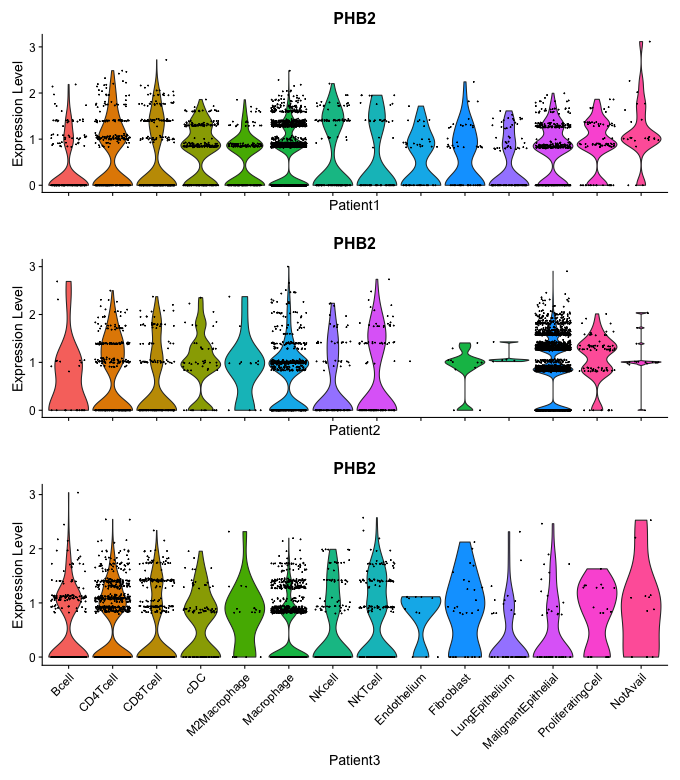 PHB2
Expression Level
3
2
1
0
Patient1
PHB2
Expression Level
3
2
1
0
Patient2
PHB2
Expression Level
3
2
1
0
Bcell
CD4Tcell
CD8Tcell
cDC
M2Macrophage
Macrophage
NKcell
NKTcell
Endothelium
Fibroblast
LungEpithelium
MalignantEpithelial
ProliferatingCell
NotAvail
Patient3